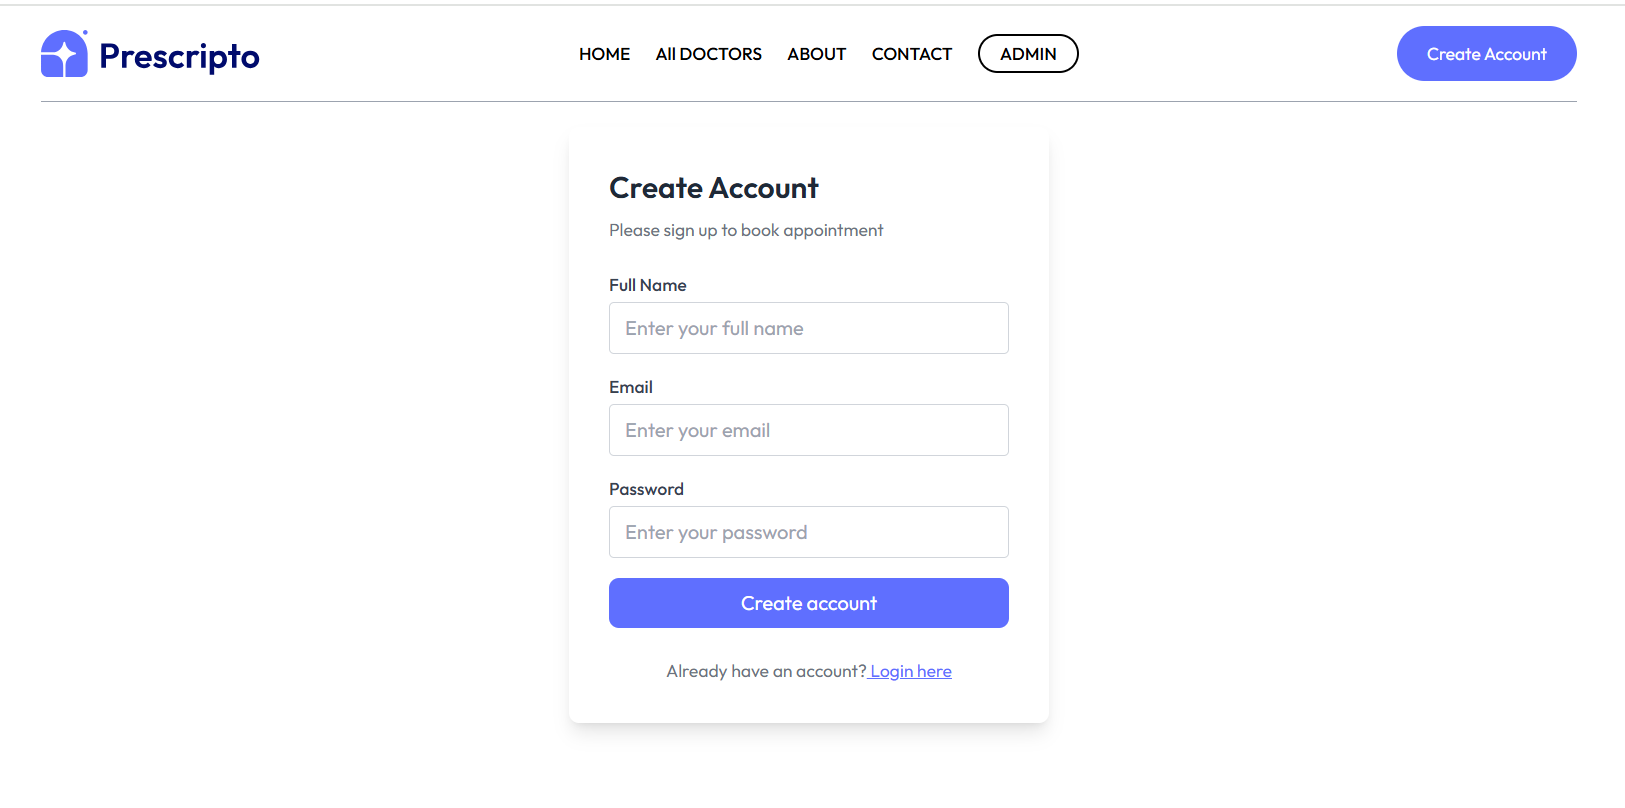 Prescripto
HOME All DOCTORS ABOUT CONTACT ADMIN
Create Account
Create Account
Please sign up to book appointment
Full Name
Enter your full name
Email
Enter your email
Password
Enter your password
Create account
Already have an account? Login here